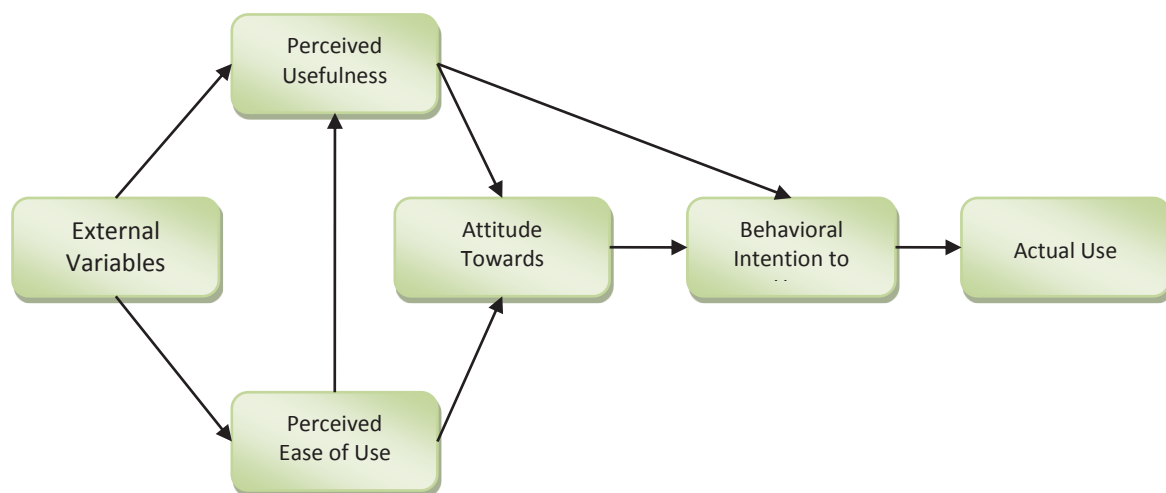 Perceived
Usefulness
External
Variables
Attitude
Towards
Behavioral
Intention to
Actual Use
Perceived
Ease of Use